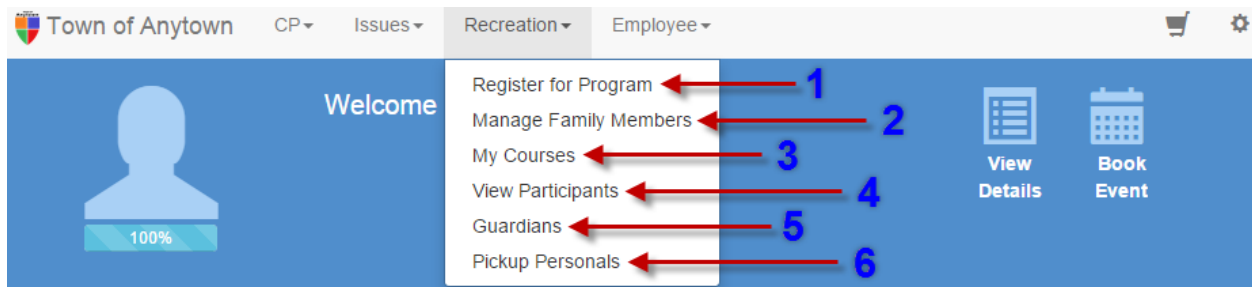 Town of Anytown CP Issues Recreation Employee
Register for Program 1
Welcome
Manage Family Members 2
My Courses 3
View Participants 4
Guardians 5
Pickup Personals 6
View Details
Book Event
100%